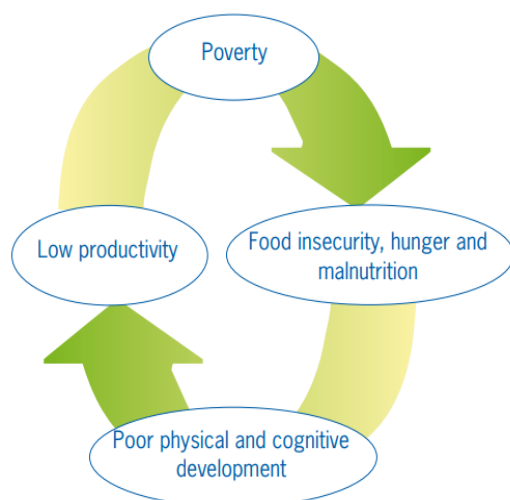 Poverty
Low productivity
Food insecurity, hunger and
malnutrition
Poor physical and cognitive
development